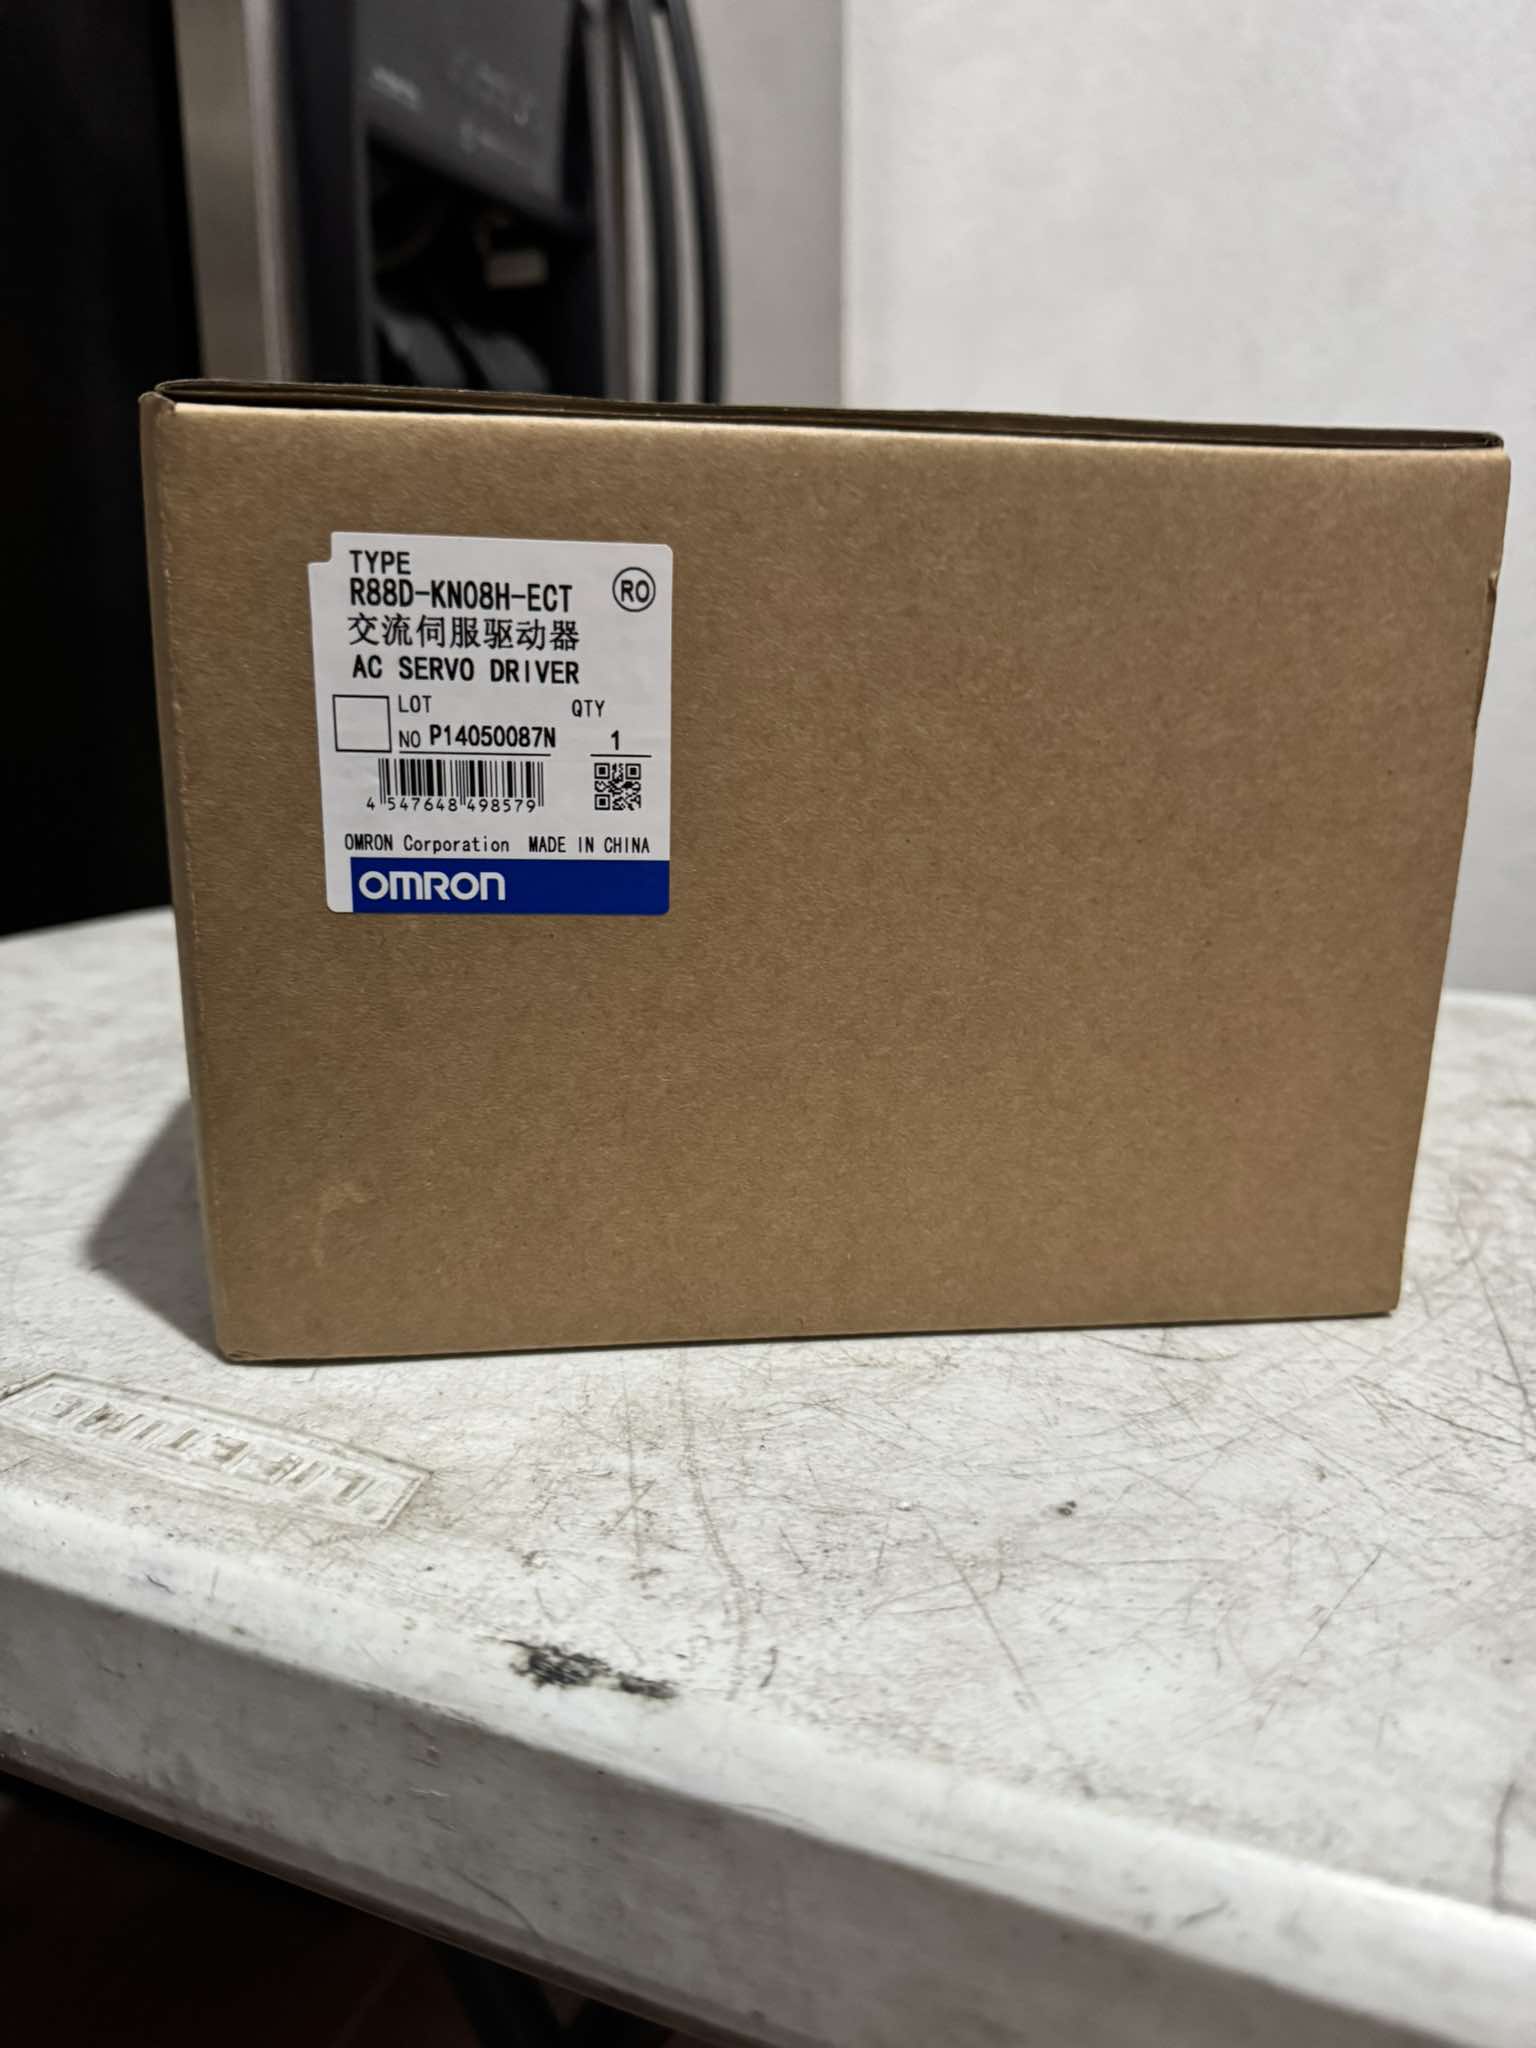 TYPE
R88D-KN08H-ECT
RO
交流伺服驱动器
AC SERVO DRIVER
LOT
QTY
NO P14050087N
1
4 547648 498579
OMRON Corporation MADE IN CHINA
OMRON
LIFETIME